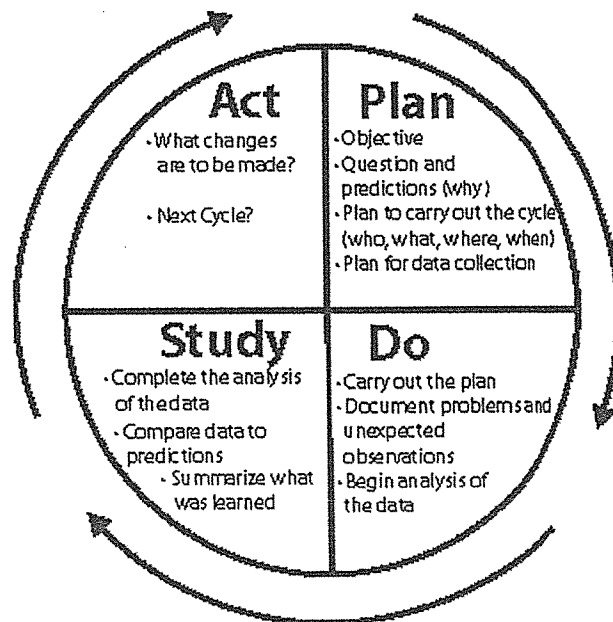 Act
· What changes
are to be made?
· Next Cycle?
Plan
· Objective
· Question and
predictions (why)
· Plan to carry out the cycle
(who, what, where, when)
· Plan for data collection
Study
· Complete the analysis
of the data
· Compare data to
predictions
· Summarize what
was learned
Do
· Carry out the plan
· Document problems and
unexpected
observations
· Begin analysis of
the data